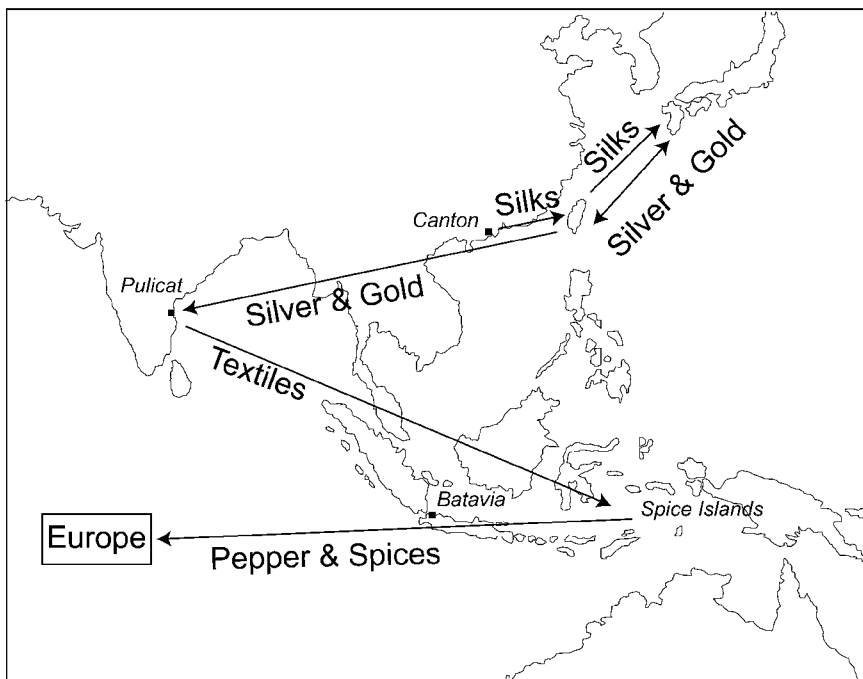 Silks
Silver & Gold
Silks
Canton
Pulicat
Silver & Gold
Textiles
Batavia
Spice Islands
Europe
Pepper & Spices